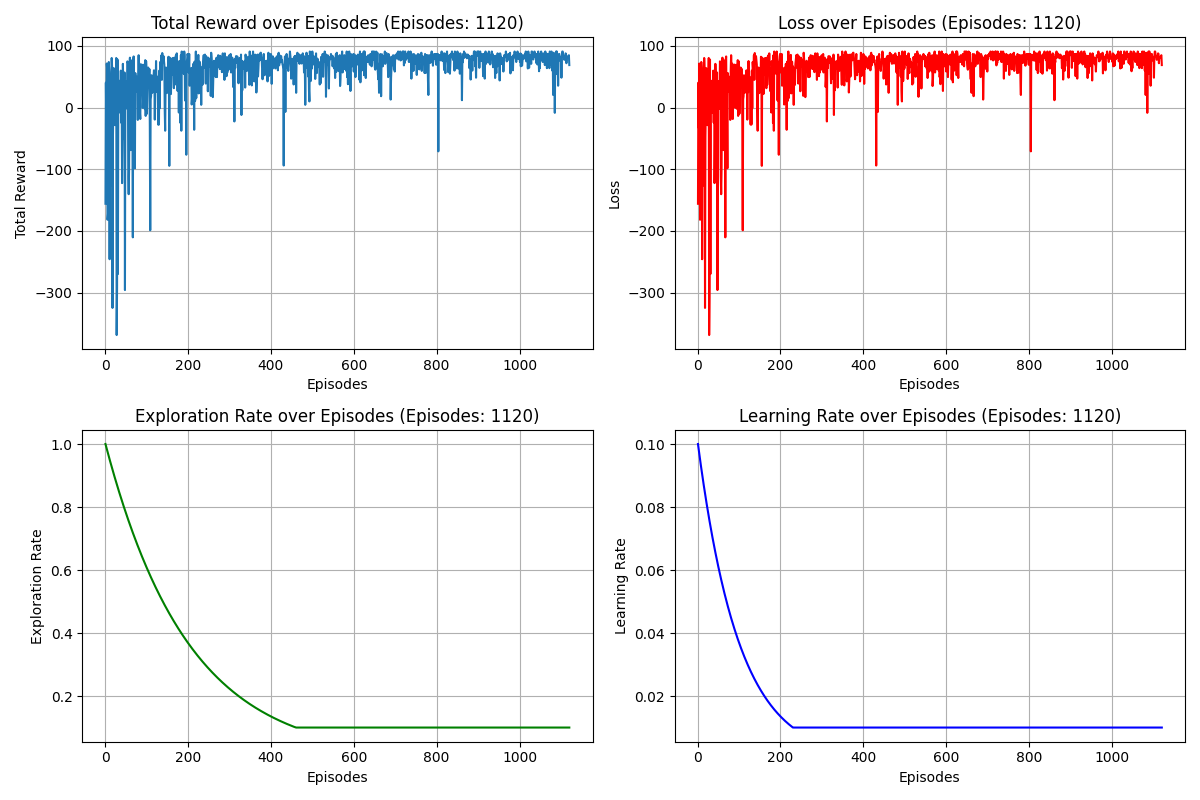 Total Reward over Episodes (Episodes: 1120)
100
0
−100
−200
−300
Total Reward
0 200 400 600 800 1000
Episodes
Loss over Episodes (Episodes: 1120)
100
0
−100
−200
−300
Loss
0 200 400 600 800 1000
Episodes
Exploration Rate over Episodes (Episodes: 1120)
1.0
0.8
0.6
0.4
0.2
Exploration Rate
0 200 400 600 800 1000
Episodes
Learning Rate over Episodes (Episodes: 1120)
0.10
0.08
0.06
0.04
0.02
Learning Rate
0 200 400 600 800 1000
Episodes